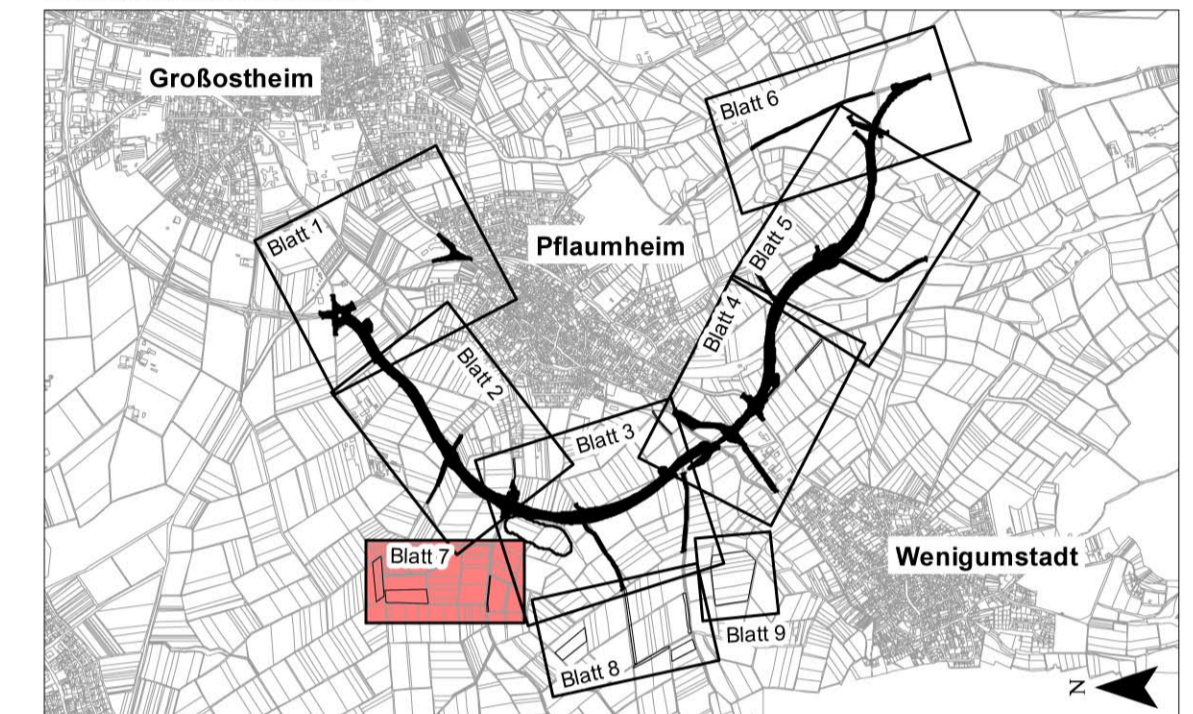 Großostheim
Blatt 6
Blatt 1
Pflaumheim
Blatt 5
Blatt 4
Blatt 2
Blatt 3
Blatt 7
Wenigumstadt
Blatt 9
Blatt 8
N